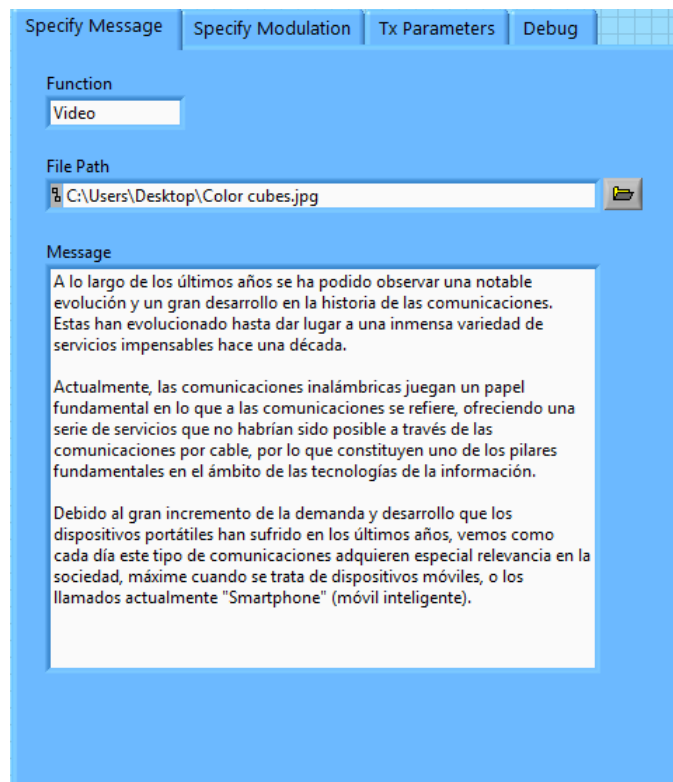 Specify Message Specify Modulation Tx Parameters Debug
Function
Video
File Path
C:\Users\Desktop\Color cubes.jpg
Message
A lo largo de los últimos años se ha podido observar una notable
evolución y un gran desarrollo en la historia de las comunicaciones.
Estas han evolucionado hasta dar lugar a una inmensa variedad de
servicios impensables hace una década.
Actualmente, las comunicaciones inalámbricas juegan un papel
fundamental en lo que a las comunicaciones se refiere, ofreciendo una
serie de servicios que no habrían sido posible a través de las
comunicaciones por cable, por lo que constituyen uno de los pilares
fundamentales en el ámbito de las tecnologías de la información.
Debido al gran incremento de la demanda y desarrollo que los
dispositivos portátiles han sufrido en los últimos años, vemos como
cada día este tipo de comunicaciones adquieren especial relevancia en la
sociedad, máxime cuando se trata de dispositivos móviles, o los
llamados actualmente "Smartphone" (móvil inteligente).